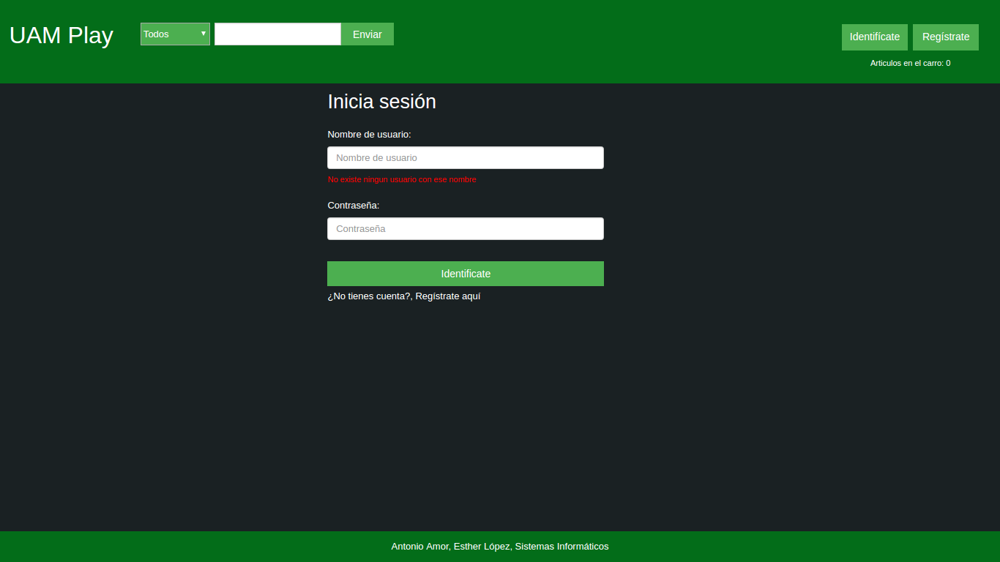 UAM Play
Todos
Enviar
Identifícate
Regístrate
Articulos en el carro: 0
Inicia sesión
Nombre de usuario:
Nombre de usuario
No existe ningun usuario con ese nombre
Contraseña:
Contraseña
Identificate
¿No tienes cuenta?, Regístrate aquí
Antonio Amor, Esther López, Sistemas Informáticos